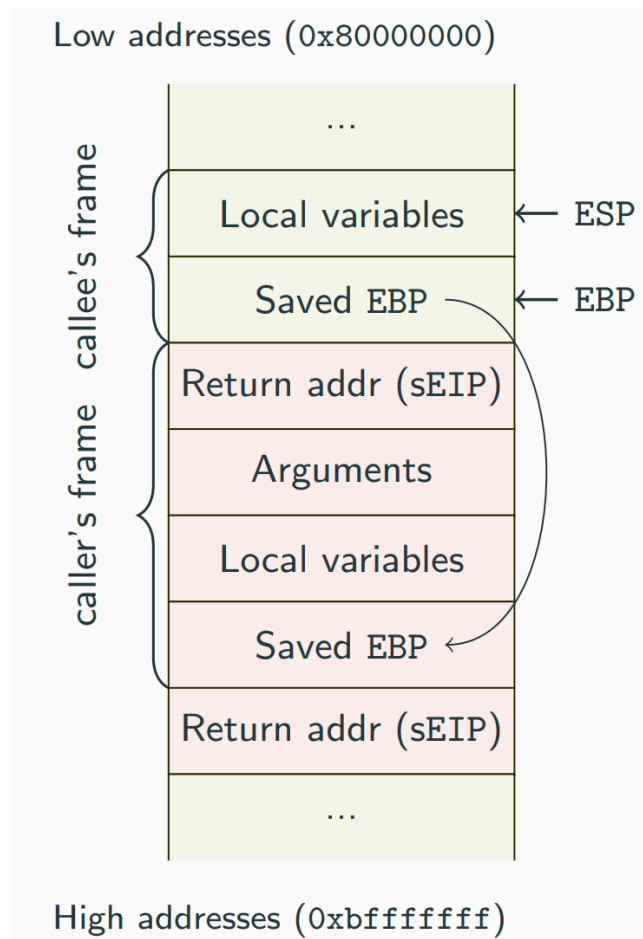 Low addresses (0x80000000)
...
Local variables
ESP
Saved EBP
EBP
callee's frame
Return addr (sEIP)
Arguments
Local variables
Saved EBP
caller's frame
Return addr (sEIP)
...
High addresses (0xbfffffff)